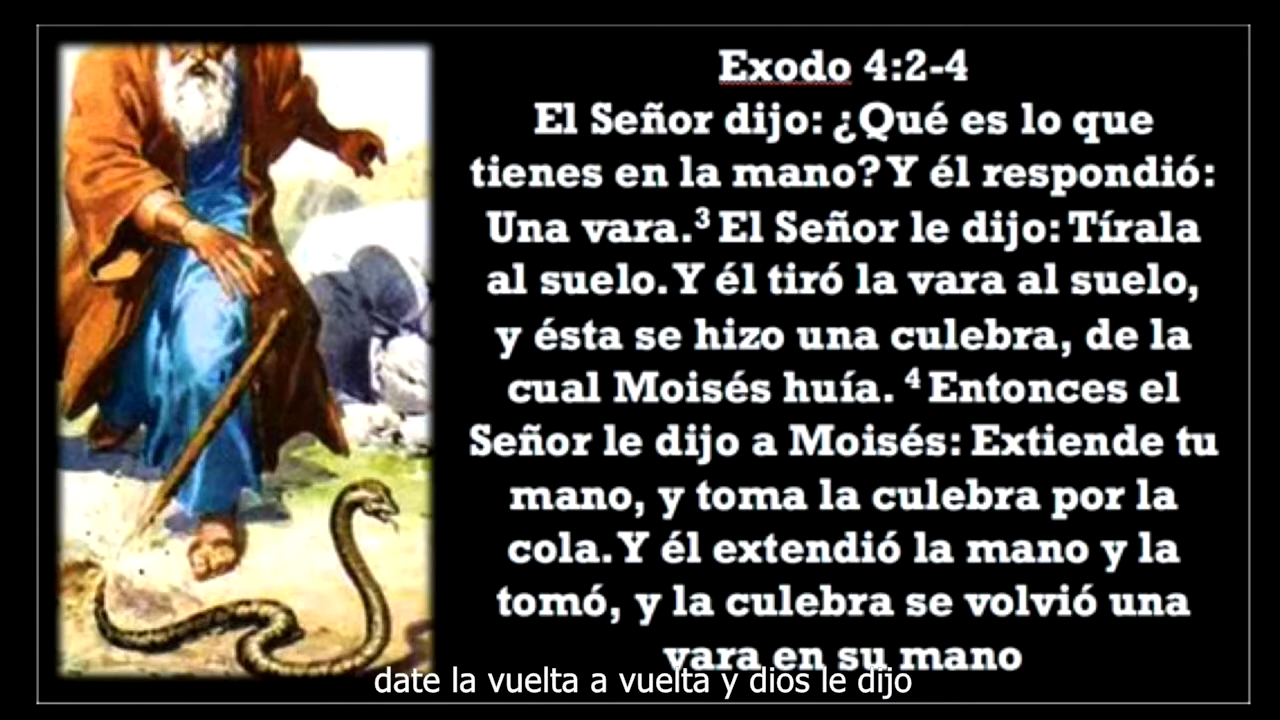 Exodo 4:2-4
El Señor dijo: ¿Qué es lo que
tienes en la mano? Y él respondió:
Una vara.³ El Señor le dijo: Tírala
al suelo. Y él tiró la vara al suelo,
y ésta se hizo una culebra, de la
cual Moisés huía. ⁴ Entonces el
Señor le dijo a Moisés: Extiende tu
mano, y toma la culebra por la
cola. Y él extendió la mano y la
tomó, y la culebra se volvió una
vara en su mano
date la vuelta a vuelta y dios le dijo